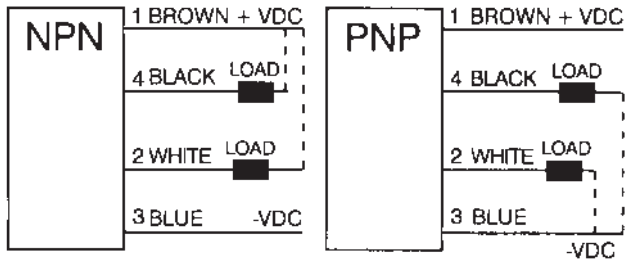 NPN
1 BROWN + VDC
4 BLACK LOAD
2 WHITE LOAD
3 BLUE -VDC
PNP
1 BROWN + VDC
4 BLACK LOAD
2 WHITE LOAD
3 BLUE
-VDC